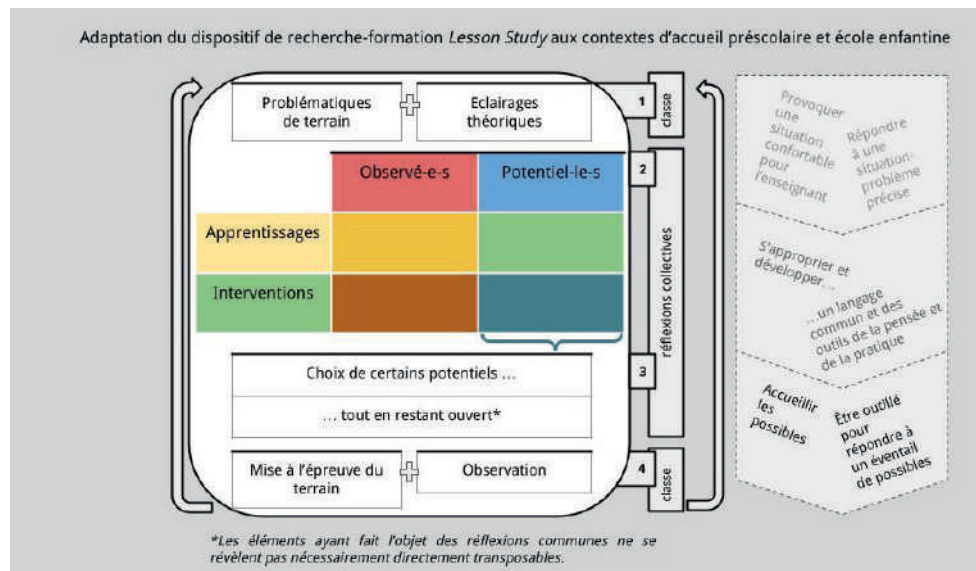 Adaptation du dispositif de recherche-formation Lesson Study aux contextes d'accueil préscolaire et école enfantine
Problématiques
de terrain
Eclairages
théoriques
1
classe
Observé-e-s
Potentiel-le-s
2
Apprentissages
Interventions
réflexions collectives
3
Choix de certains potentiels ...
... tout en restant ouvert*
Mise à l'épreuve du
terrain
Observation
4
classe
*Les éléments ayant fait l'objet des réflexions communes ne se
révèlent pas nécessairement directement transposables.
Provoquer
une
situation
confortable
pour
l'enseignant
Répondre
à une
situation-
problème
précise
S'approprier et
développer...
...un langage
commun et des
outils de la pensée et
de la pratique
Accueillir
les
possibles
Être outillé
pour
répondre à
un éventail
de possibles